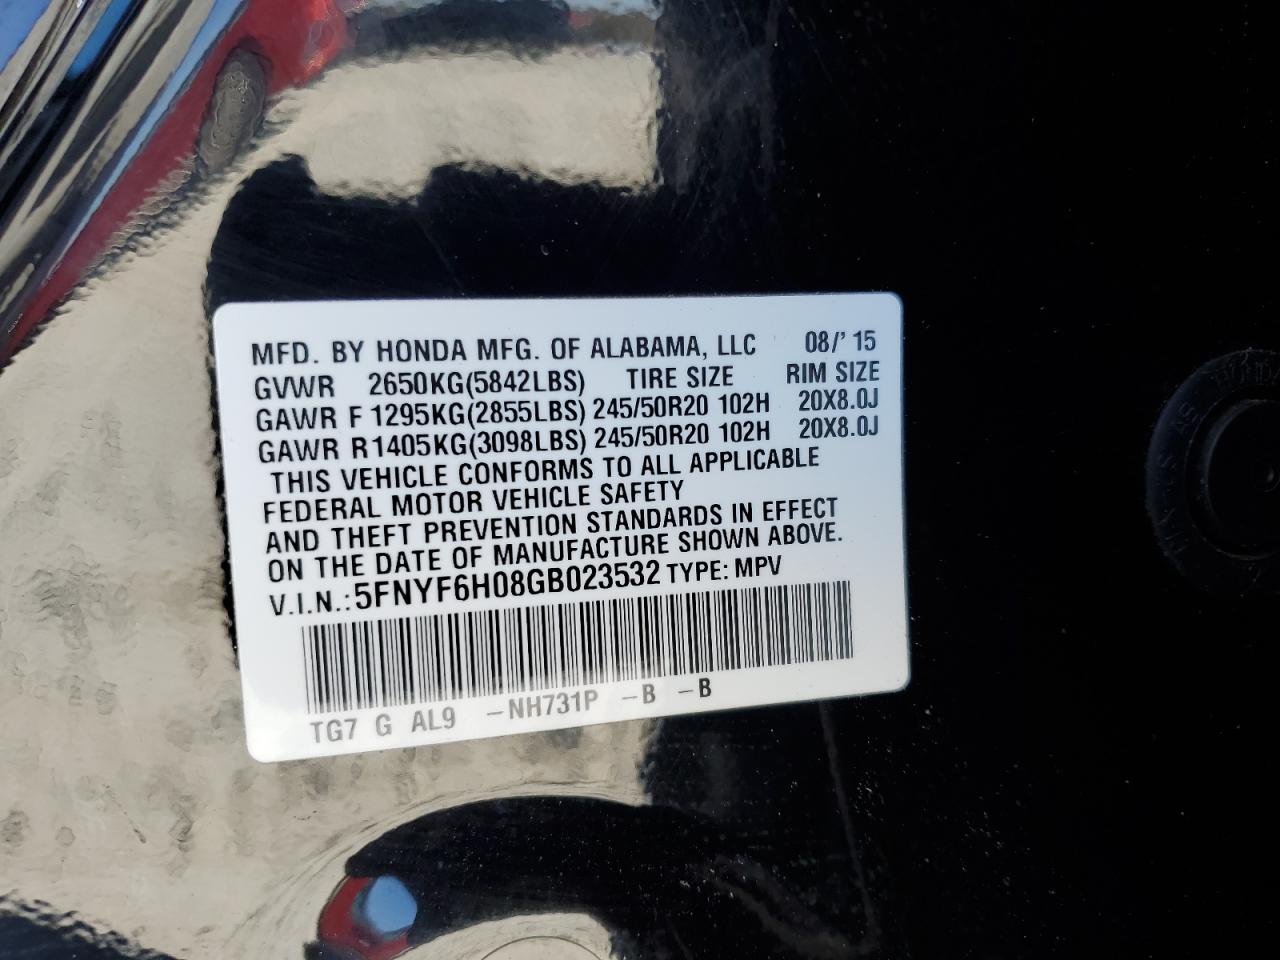 MFD. BY HONDA MFG. OF ALABAMA, LLC 08/' 15
GVWR 2650KG(5842LBS) TIRE SIZE RIM SIZE
GAWR F 1295KG(2855LBS) 245/50R20 102H 20X8.0J
GAWR R1405KG(3098LBS) 245/50R20 102H 20X8.0J
THIS VEHICLE CONFORMS TO ALL APPLICABLE
FEDERAL MOTOR VEHICLE SAFETY
AND THEFT PREVENTION STANDARDS IN EFFECT
ON THE DATE OF MANUFACTURE SHOWN ABOVE.
V.I.N.: 5FNYF6H08GB023532 TYPE: MPV
TG7 G AL9 -NH731P -B -B